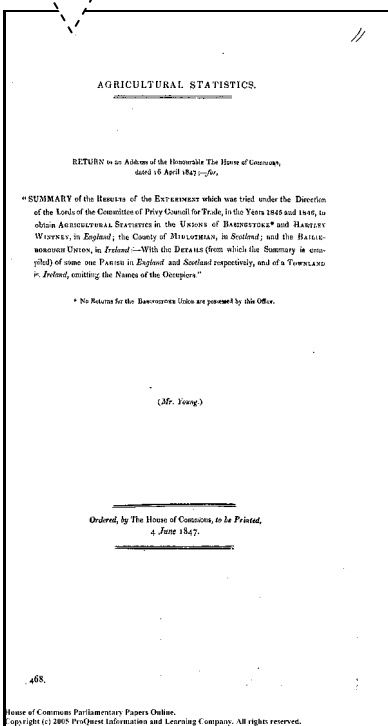 11
AGRICULTURAL STATISTICS.
RETURN to an Address of the Honourable The House of Commons,
dated 16 April 1847;—for,
"SUMMARY of the RESULTS of the EXPERIMENT which was tried under the Direction
of the Lords of the Committee of Privy Council for Trade, in the Years 1845 and 1846, to
obtain AGRICULTURAL STATISTICS in the UNIONS of BASINGSTOKE* and HARTLEY
WINTNEY, in England; the County of MIDLOTHIAN, in Scotland; and the BAILIE-
BOROUGH UNION, in Ireland:—With the DETAILS (from which the Summary is com-
piled) of some one PARISH in England and Scotland respectively, and of a TOWNLAND
in Ireland, omitting the Names of the Occupiers."
* No Returns for the BASINGSTOKE Union are possessed by this Office.
(Mr. Young.)
Ordered, by The House of Commons, to be Printed,
4 June 1847.
468.
House of Commons Parliamentary Papers Online.
Copyright (c) 2005 ProQuest Information and Learning Company. All rights reserved.